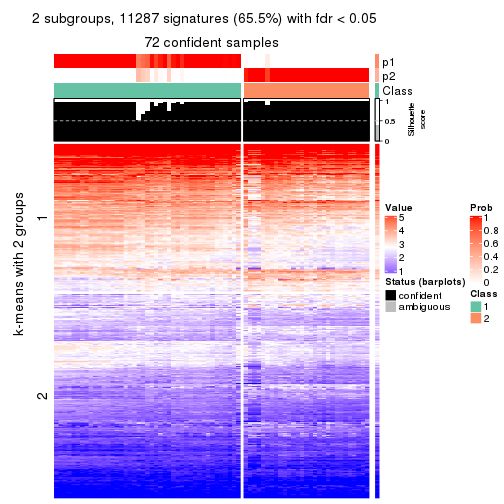 2 subgroups, 11287 signatures (65.5%) with fdr < 0.05
72 confident samples
p1
p2
Class
1
0.5
0
Silhouette
score
k-means with 2 groups
1
2
Value
5
4
3
2
1
Status (barplots)
confident
ambiguous
Prob
1
0.8
0.6
0.4
0.2
0
Class
1
2